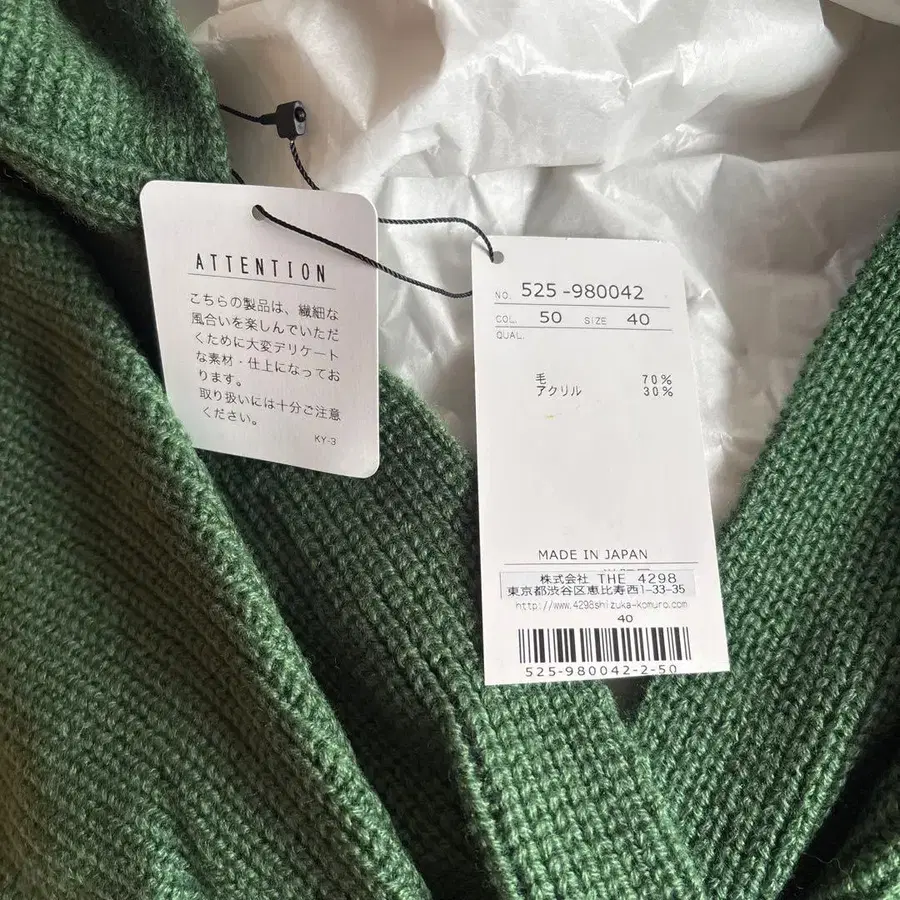 ATTENTION
こちらの製品は、繊細な
風合いを楽しんでいただ
くために大変デリケート
な素材・仕上になってお
ります。
取り扱いには十分ご注意
ください。
KY-3
NO. 525-980042
COL. 50 SIZE 40
QUAL.
毛 70%
アクリル 30%
MADE IN JAPAN
株式会社 THE 4298
東京都渋谷区恵比寿西1-33-35
http://www.4298shizuka-komuro.com
40
525-980042-2-50